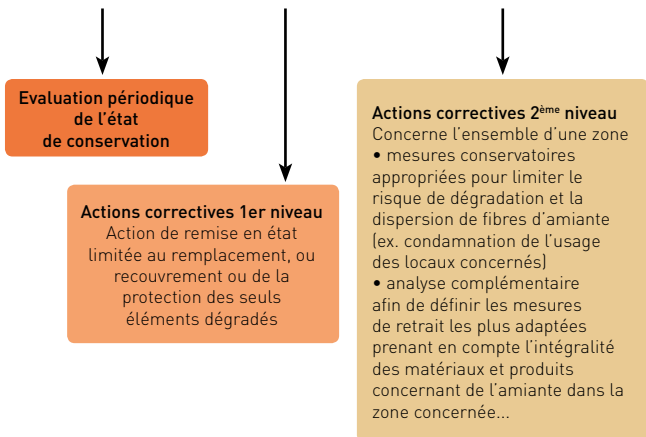 Evaluation périodique
de l'état
de conservation
Actions correctives 1er niveau
Action de remise en état
limitée au remplacement, ou
recouvrement ou de la
protection des seuls
éléments dégradés
Actions correctives 2ème niveau
Concerne l'ensemble d'une zone
• mesures conservatoires
appropriées pour limiter le
risque de dégradation et la
dispersion de fibres d'amiante
(ex. condamnation de l'usage
des locaux concernés)
• analyse complémentaire
afin de définir les mesures
de retrait les plus adaptées
prenant en compte l'intégralité
des matériaux et produits
concernant de l'amiante dans la
zone concernée...